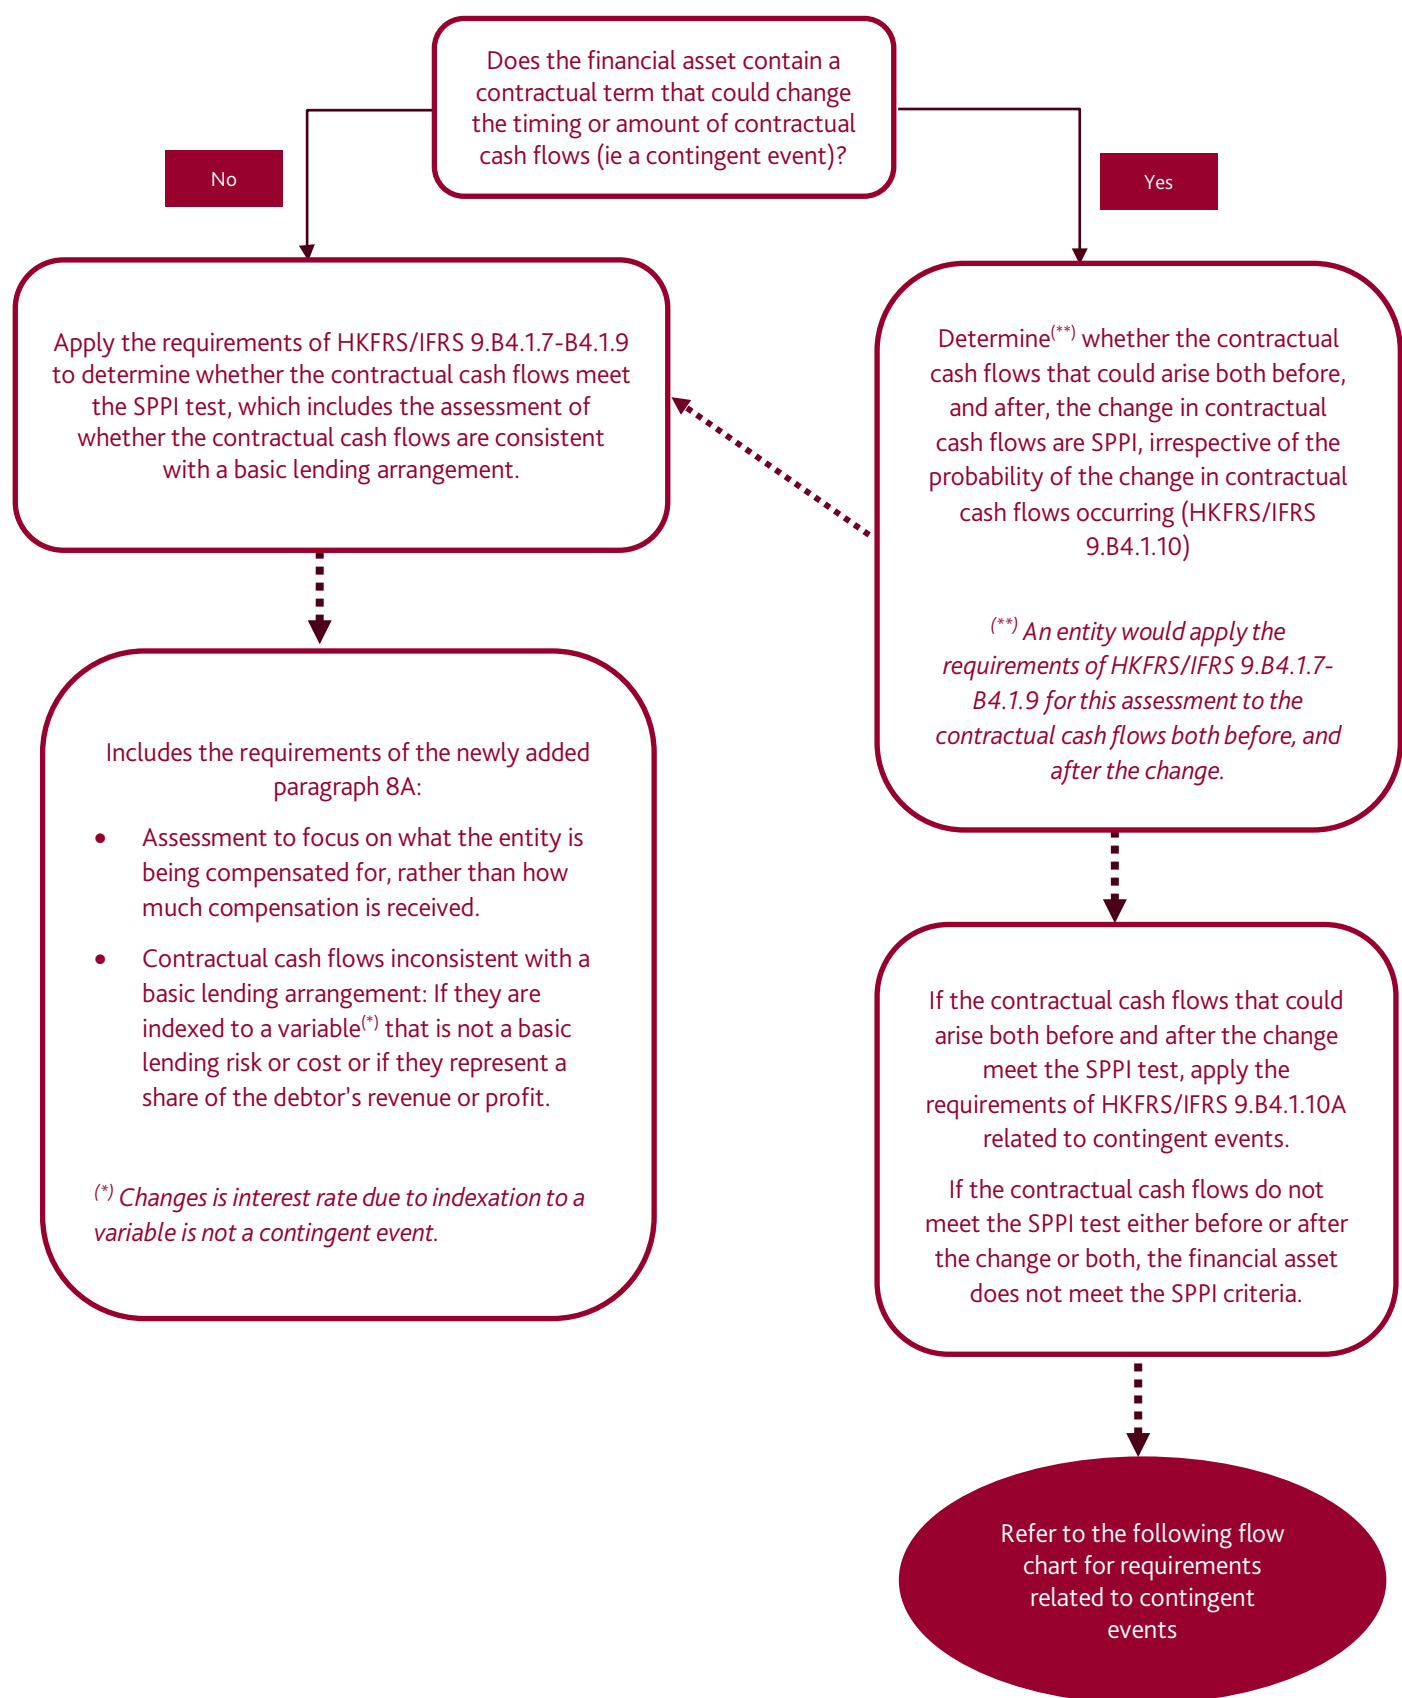 Does the financial asset contain a
contractual term that could change
the timing or amount of contractual
cash flows (ie a contingent event)?
No
Yes
Apply the requirements of HKFRS/IFRS 9.B4.1.7-B4.1.9
to determine whether the contractual cash flows meet
the SPPI test, which includes the assessment of
whether the contractual cash flows are consistent
with a basic lending arrangement.
Determine(**) whether the contractual
cash flows that could arise both before,
and after, the change in contractual
cash flows are SPPI, irrespective of the
probability of the change in contractual
cash flows occurring (HKFRS/IFRS
9.B4.1.10)
(**) An entity would apply the
requirements of HKFRS/IFRS 9.B4.1.7-
B4.1.9 for this assessment to the
contractual cash flows both before, and
after the change.
Includes the requirements of the newly added
paragraph 8A:
• Assessment to focus on what the entity is
being compensated for, rather than how
much compensation is received.
• Contractual cash flows inconsistent with a
basic lending arrangement: If they are
indexed to a variable(*) that is not a basic
lending risk or cost or if they represent a
share of the debtor's revenue or profit.
(*) Changes is interest rate due to indexation to a
variable is not a contingent event.
If the contractual cash flows that could
arise both before and after the change
meet the SPPI test, apply the
requirements of HKFRS/IFRS 9.B4.1.10A
related to contingent events.
If the contractual cash flows do not
meet the SPPI test either before or after
the change or both, the financial asset
does not meet the SPPI criteria.
Refer to the following flow
chart for requirements
related to contingent
events